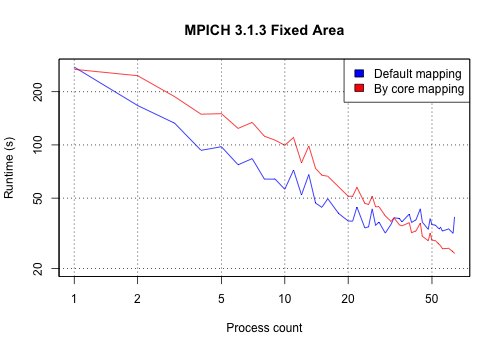 MPICH 3.1.3 Fixed Area
Default mapping
By core mapping
Runtime (s)
200
100
50
20
1
2
5
10
20
50
Process count